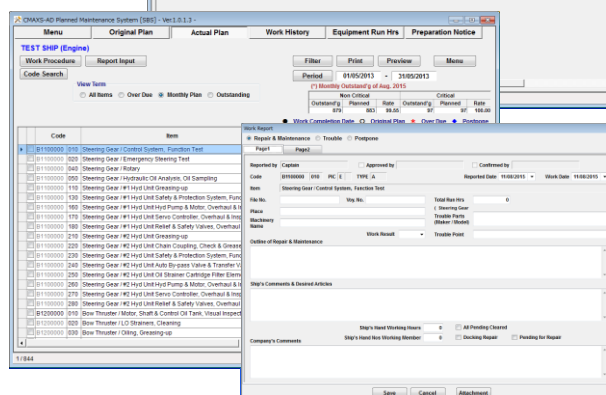 CMAXS-AD Planned Maintenance System [SBS] - Ver:1.0.1.3 -
Menu Original Plan Actual Plan Work History Equipment Run Hrs Preparation Notice
TEST SHIP (Engine)
Work Procedure Report Input Filter Print Preview Menu
Code Search Period 01/05/2013 - 31/05/2013
View Term
All Items Over Due Monthly Plan Outstanding
(*) Monthly Outstand'g of Aug. 2015
Non Critical Critical
Outstand'g Planned Rate Outstand'g Planned Rate
97 97 100.00
Work Completion Date Original Plan Over Due Postpone
Code Item
B1100000 010 Steering Gear / Control System, Function Test
B1100000 020 Steering Gear / Emergency Steering Test
B1100000 040 Steering Gear / Rotary
B1100000 050 Steering Gear / Hydraulic Oil Analysis, Oil Sampling
B1100000 110 Steering Gear / #1 Hyd Unit Greasing-up
B1100000 130 Steering Gear / #1 Hyd Unit Safety & Protection System, Func
B1100000 160 Steering Gear / #1 Hyd Unit Hyd Pump & Motor, Overhaul & I
B1100000 170 Steering Gear / #1 Hyd Unit Servo Controller, Overhaul & Insp
B1100000 180 Steering Gear / #1 Hyd Unit Relief & Safety Valves, Overhaul
B1100000 210 Steering Gear / #2 Hyd Unit Greasing-up
B1100000 220 Steering Gear / #2 Hyd Unit Chain Coupling, Check & Grease
B1100000 230 Steering Gear / #2 Hyd Unit Safety & Protection System, Func
B1100000 240 Steering Gear / #2 Hyd Unit Auto By-pass Valve & Transfer V
B1100000 250 Steering Gear / #2 Hyd Unit Oil Strainer Cartridge Filter Elem
B1100000 260 Steering Gear / #2 Hyd Unit Hyd Pump & Motor, Overhaul & I
B1100000 270 Steering Gear / #2 Hyd Unit Servo Controller, Overhaul & Insp
B1100000 280 Steering Gear / #2 Hyd Unit Relief & Safety Valves, Overhaul
B1200000 010 Bow Thruster / Motor, Shaft & Control Oil Tank, Visual Inspect
B1200000 020 Bow Thruster / LO Strainers, Cleaning
B1200000 030 Bow Thruster / Oiling, Greasing-up
1 / 844
Work Report
Repair & Maintenance Trouble Postpone
Page1 Page2
Reported by Captain Approved by Confirmed by
Code B1100000 010 PIC E TYPE A Reported Date 11/08/2015 Work Date 11/08/2015
Item Steering Gear / Control System, Function Test
File No. Voy. No. Total Run Hrs 0
Place ( Steering Gear
Machinery Name Trouble Parts (Maker / Model)
Work Result Trouble Point
Outline of Repair & Maintenance
Ship's Comments & Desired Articles
Ship's Hand Working Hours 0 All Pending Cleared
Ship's Hand Nos Working Member 0 Docking Repair Pending for Repair
Company's Comments
Save Cancel Attachment